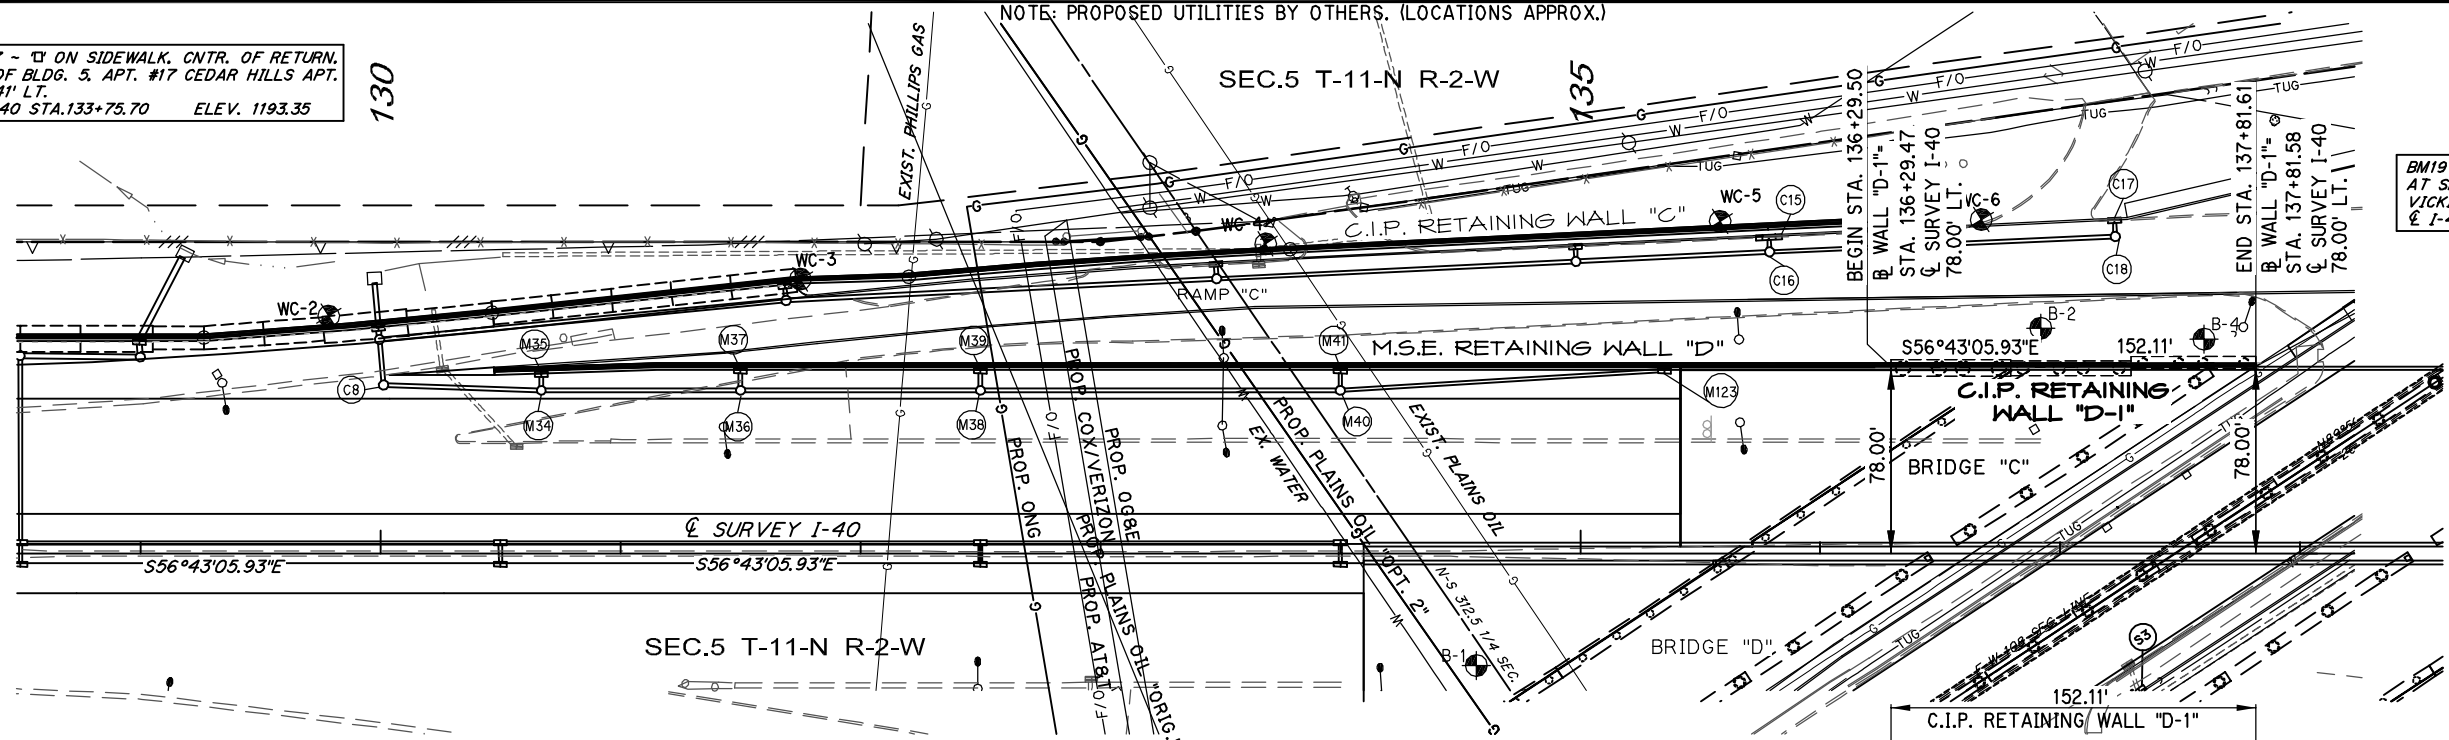 NOTE: PROPOSED UTILITIES BY OTHERS. (LOCATIONS APPROX.)
ON SIDEWALK. CNTR. OF RETURN.
OF BLDG. 5. APT. #17 CEDAR HILLS APT.
41' LT.
40 STA.133+75.70 ELEV. 1193.35
130
EXIST. PHILLIPS GAS
SEC.5 T-11-N R-2-W
135
BEGIN STA. 136+29.50
℄ WALL "D-1"=
STA. 136+29.47
℄ SURVEY I-40
78.00' LT.
END STA. 137+81.61
℄ WALL "D-1"=
STA. 137+81.58
℄ SURVEY I-40
78.00' LT.
BM19
AT S
VICK
℄ I-4
WC-2
WC-3
WC-4
WC-5
WC-6
C.I.P. RETAINING WALL "C"
C15
C16
C17
C18
RAMP "C"
B-2
B-4
M35
M37
M39
M41
M.S.E. RETAINING WALL "D"
S56°43'05.93"E
152.11'
C8
M34
M36
M38
M40
M123
C.I.P. RETAINING
WALL "D-1"
78.00'
BRIDGE "C"
78.00'
PROP. ONG
PROP. COX/VERIZON
PROP. OG&E
PROP. AT&T
PROP. PLAINS OIL "ORIG.
EX. WATER
PROP. PLAINS OIL "OPT. 2"
EXIST. PLAINS OIL
N-S 312.5 1/4 SEC.
℄ SURVEY I-40
S56°43'05.93"E
S56°43'05.93"E
SEC.5 T-11-N R-2-W
B-1
BRIDGE "D"
S3
152.11'
C.I.P. RETAINING WALL "D-1"
G
F/O
W
TUG